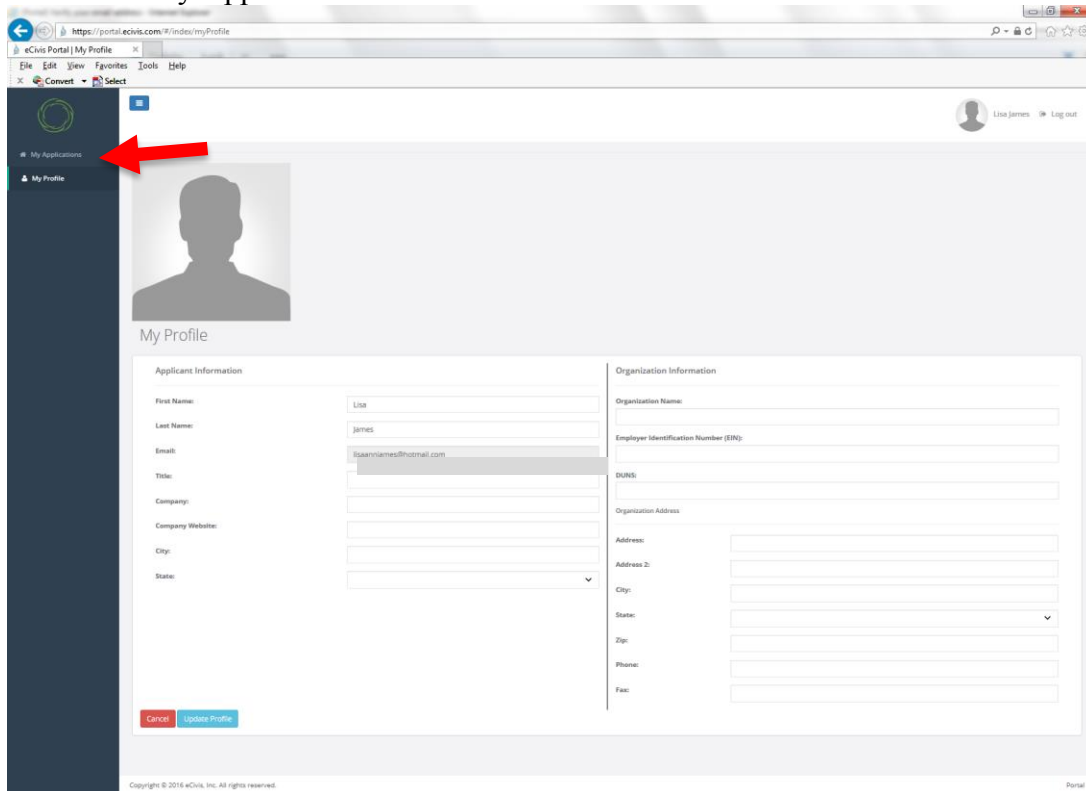 https://portal.ecivis.com/#/index/myProfile
eCivis Portal | My Profile
File Edit View Favorites Tools Help
Convert Select
Lisa James Log out
My Applications
My Profile
My Profile
Applicant Information
First Name: Lisa
Last Name: James
Email: lisaannjames@hotmail.com
Title:
Company:
Company Website:
City:
State:
Organization Information
Organization Name:
Employer Identification Number (EIN):
DUNS:
Organization Address
Address:
Address 2:
City:
State:
Zip:
Phone:
Fax:
Cancel Update Profile
Copyright © 2016 eCivis, Inc. All rights reserved.
Portal